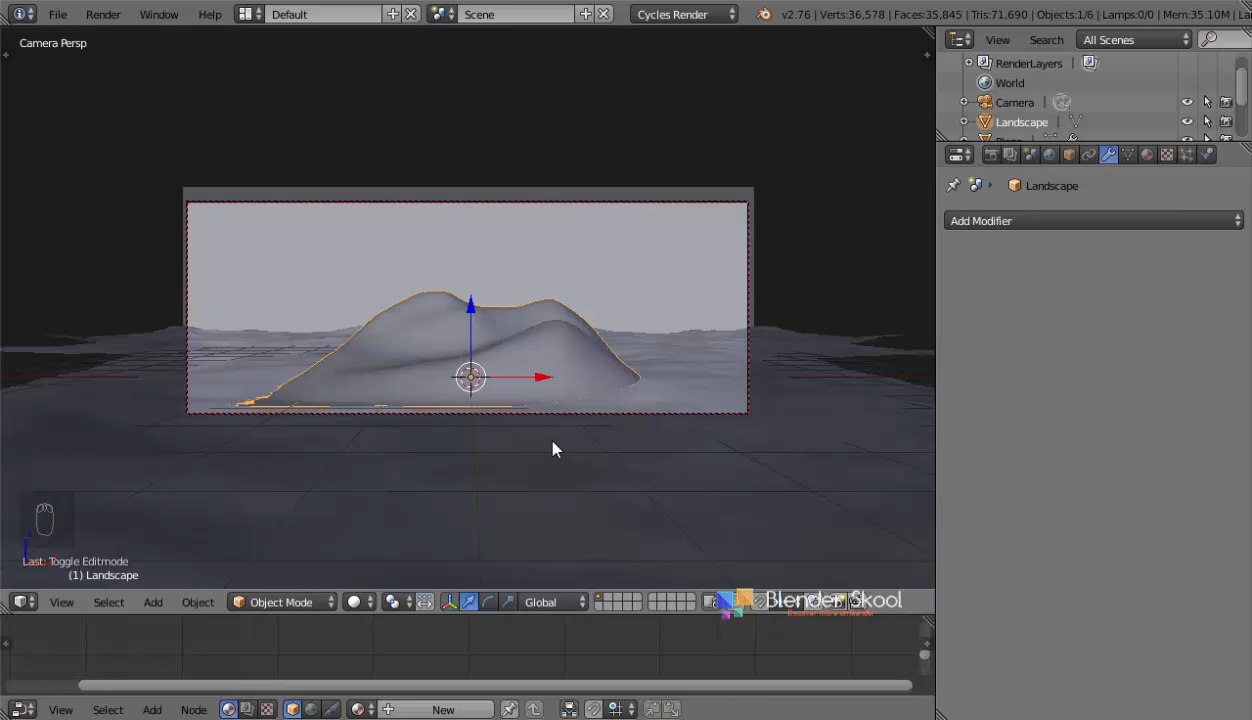 File Render Window Help Default Scene Cycles Render v2.76 | Verts:36,578 | Faces:35,845 | Tris:71,690 | Objects:1/6 | Lamps:0/0 | Mem:35.10M | La
Camera Persp
View Search All Scenes
RenderLayers
World
Camera
Landscape
Landscape
Add Modifier
Last: Toggle Editmode
(1) Landscape
View Select Add Object Object Mode Global
Blender Skool
View Select Add Node New